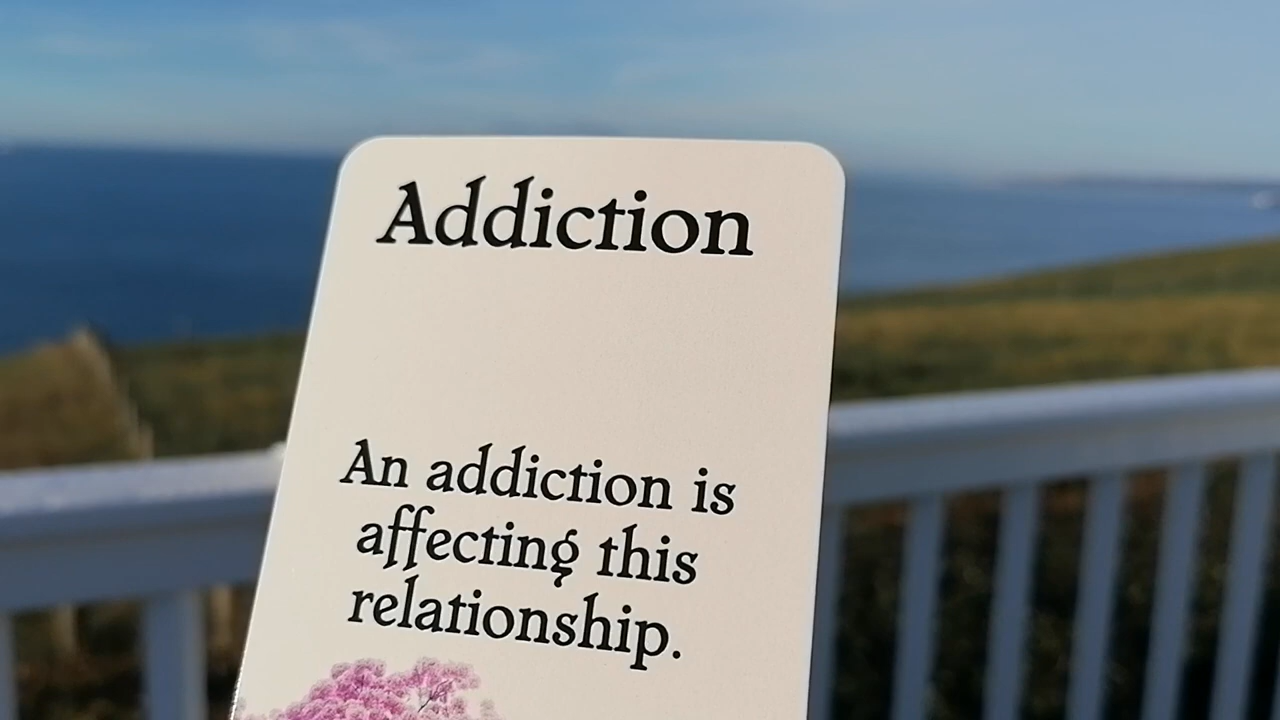 Addiction
An addiction is
affecting this
relationship.